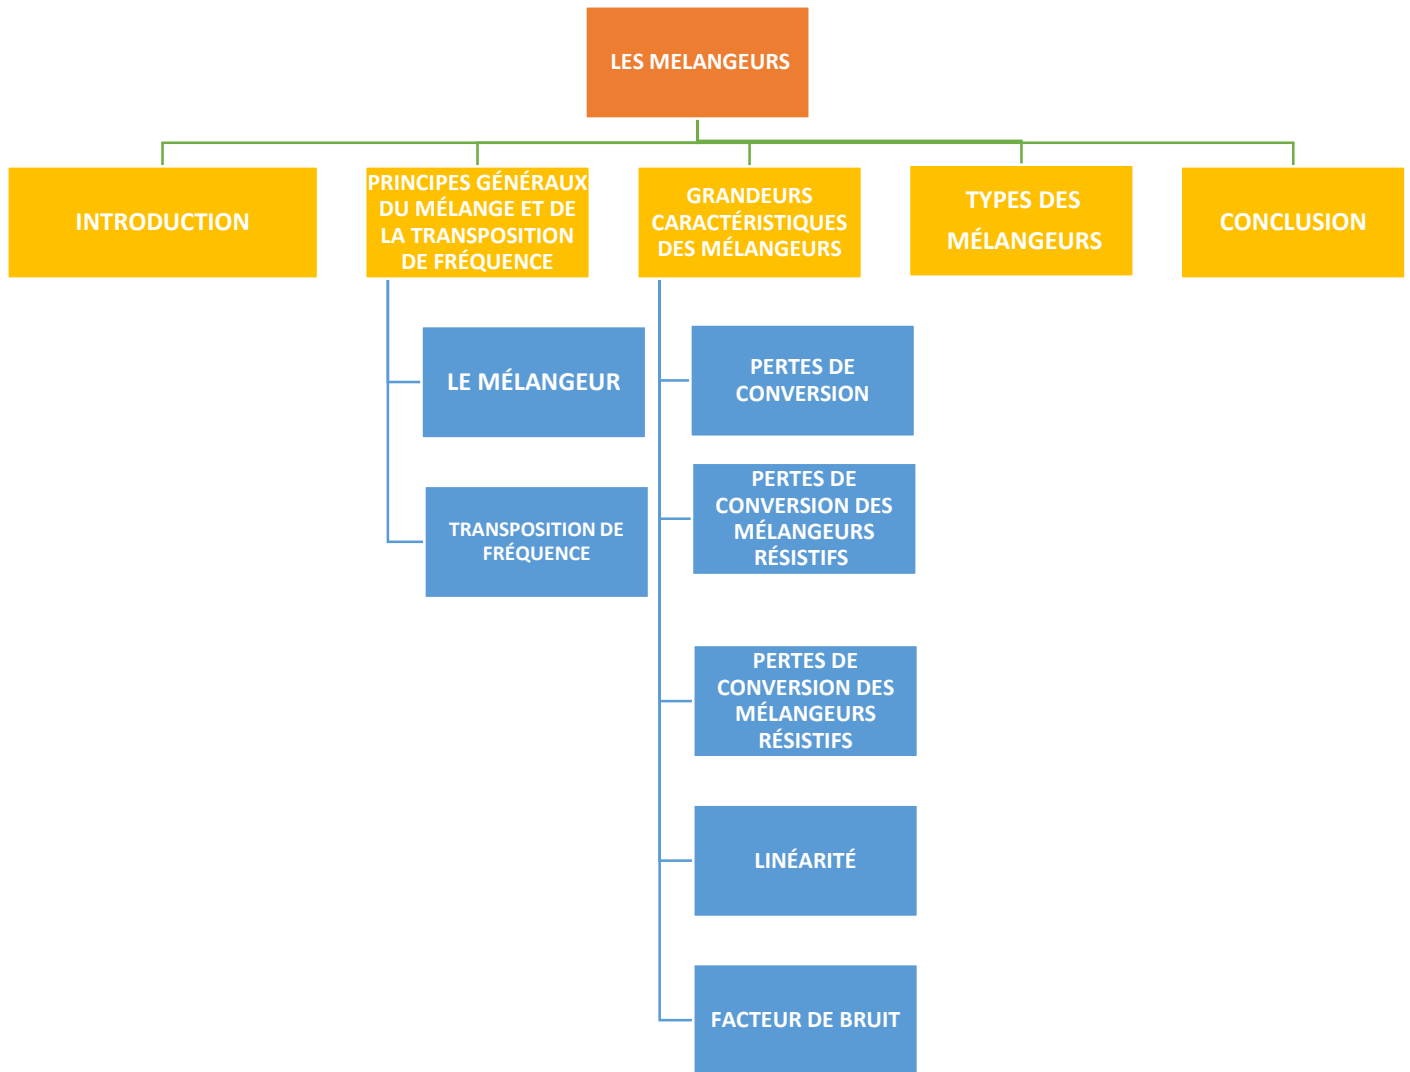 LES MELANGEURS
INTRODUCTION
PRINCIPES GÉNÉRAUX
DU MÉLANGE ET DE
LA TRANSPOSITION
DE FRÉQUENCE
GRANDEURS
CARACTÉRISTIQUES
DES MÉLANGEURS
TYPES DES
MÉLANGEURS
CONCLUSION
LE MÉLANGEUR
TRANSPOSITION DE
FRÉQUENCE
PERTES DE
CONVERSION
PERTES DE
CONVERSION DES
MÉLANGEURS
RÉSISTIFS
PERTES DE
CONVERSION DES
MÉLANGEURS
RÉSISTIFS
LINÉARITÉ
FACTEUR DE BRUIT